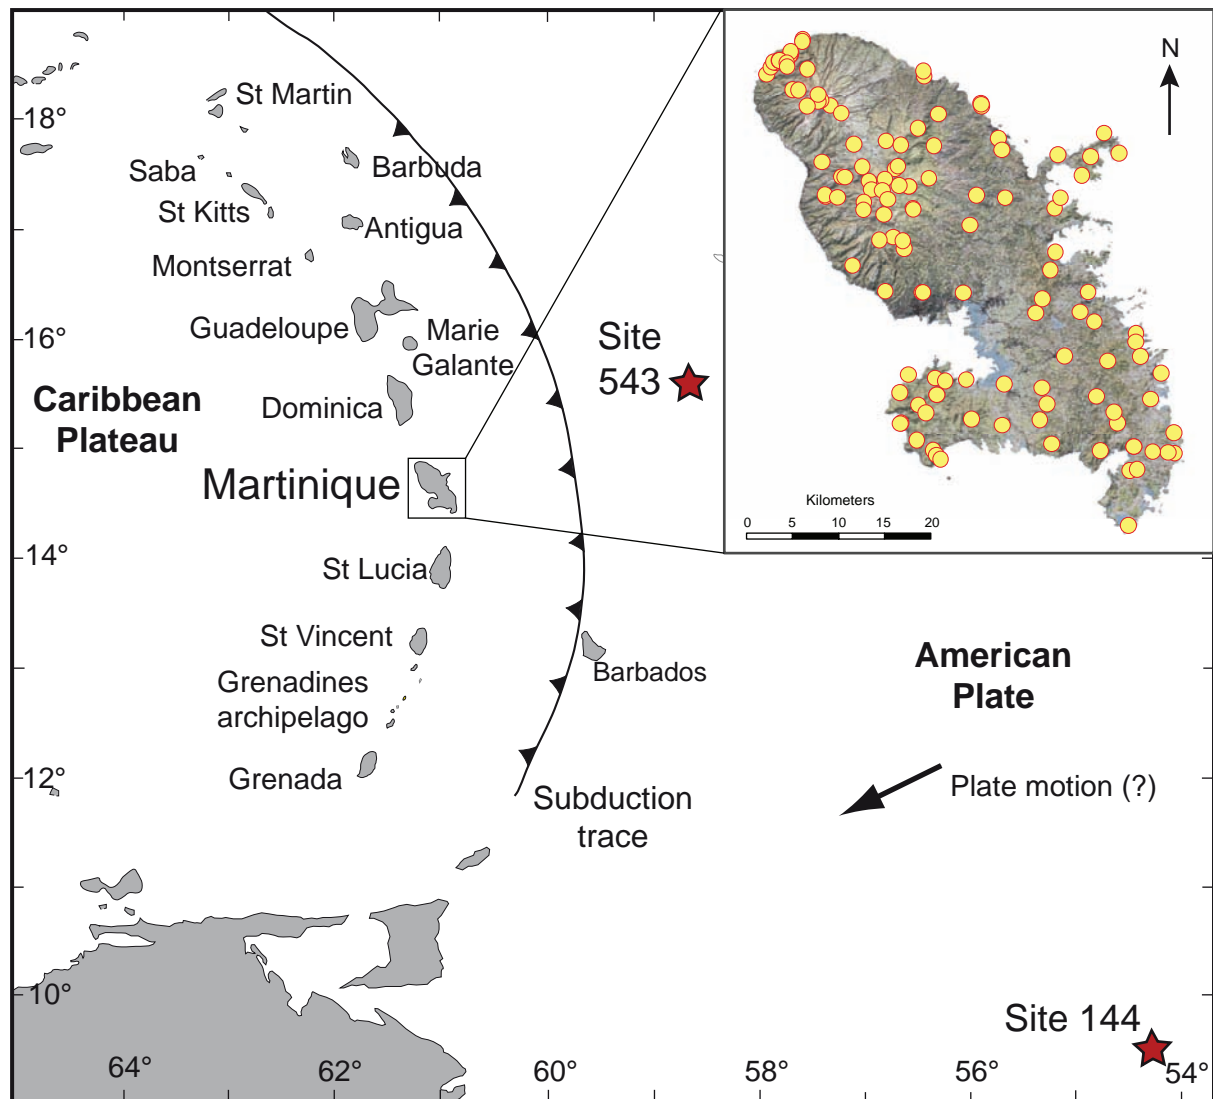 N
Kilometers
0 5 10 15 20
18°
16°
14°
12°
10°
St Martin
Saba
Barbuda
St Kitts
Antigua
Montserrat
Guadeloupe
Marie
Galante
Site
543
Caribbean
Plateau
Dominica
Martinique
St Lucia
St Vincent
Barbados
Grenadines
archipelago
Grenada
American
Plate
Plate motion (?)
Subduction
trace
Site 144
64° 62° 60° 58° 56° 54°